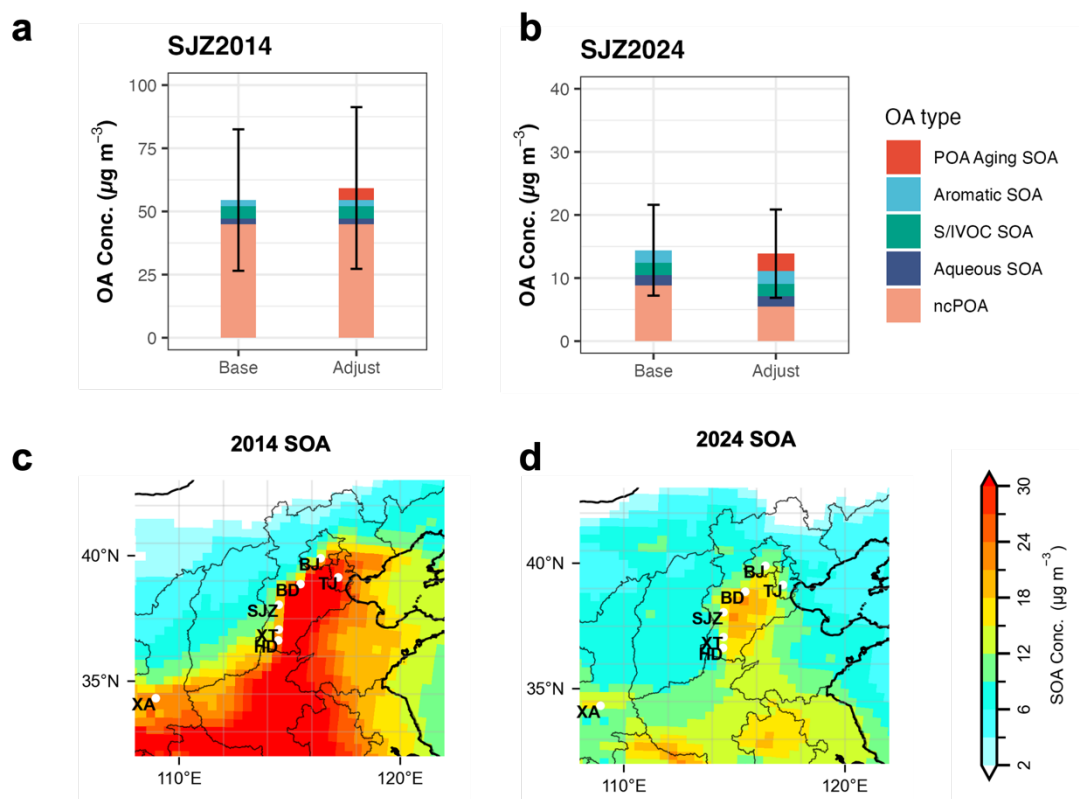 a
SJZ2014
OA Conc. (µg m⁻³)
100
75
50
25
0
Base
Adjust
b
SJZ2024
OA Conc. (µg m⁻³)
40
30
20
10
0
Base
Adjust
OA type
POA Aging SOA
Aromatic SOA
S/IVOC SOA
Aqueous SOA
ncPOA
c
2014 SOA
40°N
35°N
110°E
120°E
BJ
TJ
BD
SJZ
XT
HD
XA
d
2024 SOA
40°N
35°N
110°E
120°E
BJ
TJ
BD
SJZ
XT
HD
XA
30
24
18
12
6
2
SOA Conc. (µg m⁻³)